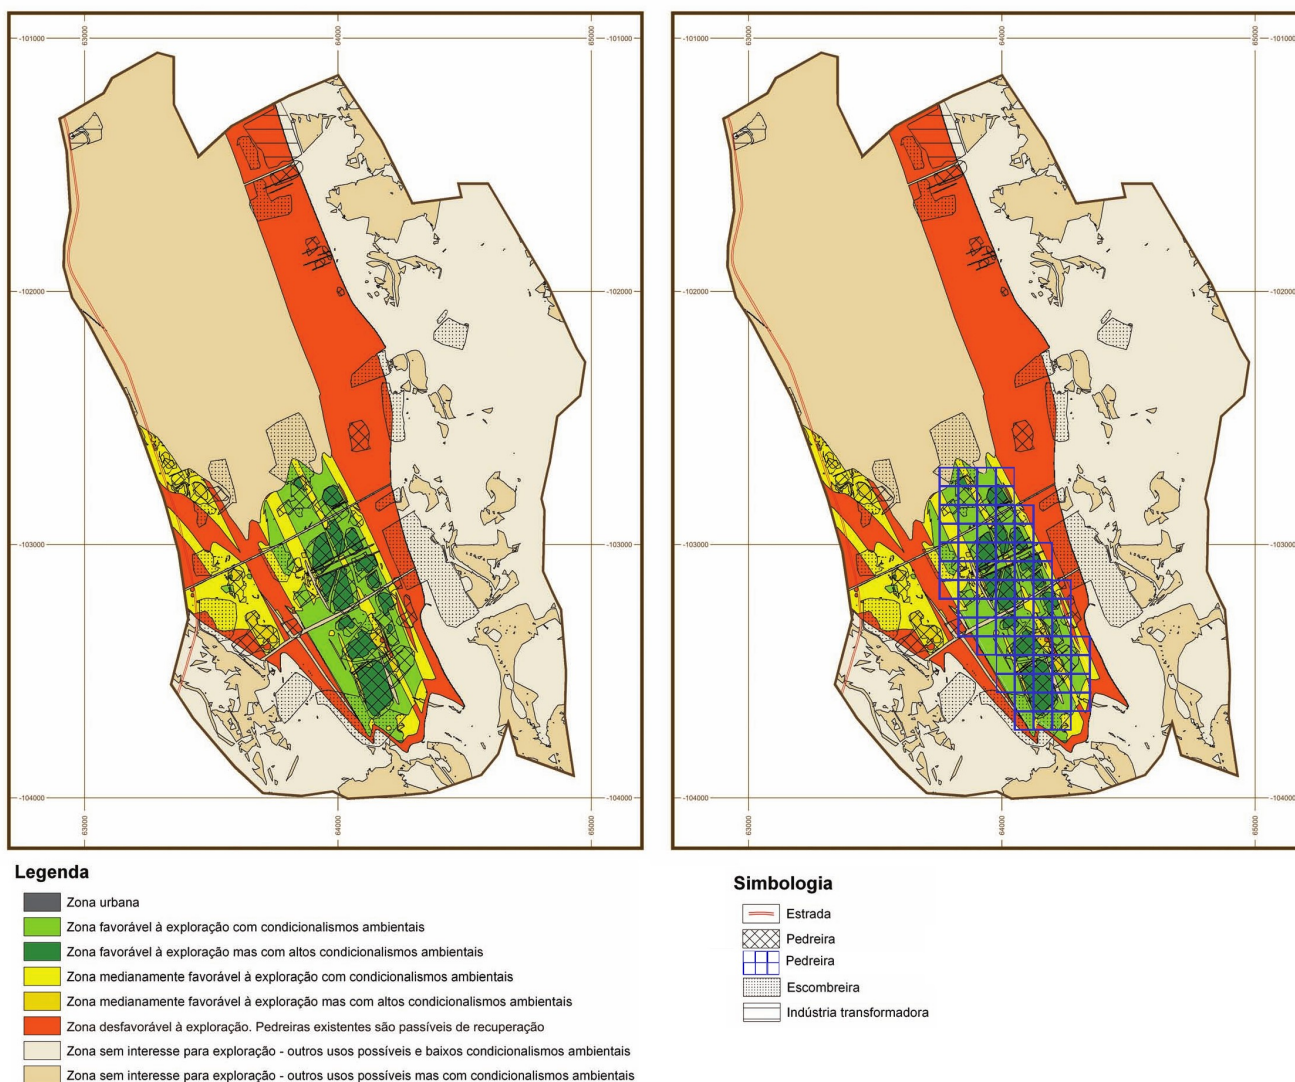 63000
64000
65000
63000
64000
65000
-101000
-101000
-101000
-101000
-102000
-102000
-102000
-102000
-103000
-103000
-103000
-103000
-104000
-104000
-104000
-104000
63000
64000
65000
63000
64000
65000
Legenda
Zona urbana
Zona favorável à exploração com condicionalismos ambientais
Zona favorável à exploração mas com altos condicionalismos ambientais
Zona medianamente favorável à exploração com condicionalismos ambientais
Zona medianamente favorável à exploração mas com altos condicionalismos ambientais
Zona desfavorável à exploração. Pedreiras existentes são passíveis de recuperação
Zona sem interesse para exploração - outros usos possíveis e baixos condicionalismos ambientais
Zona sem interesse para exploração - outros usos possíveis mas com condicionalismos ambientais
Simbologia
Estrada
Pedreira
Pedreira
Escombreira
Indústria transformadora